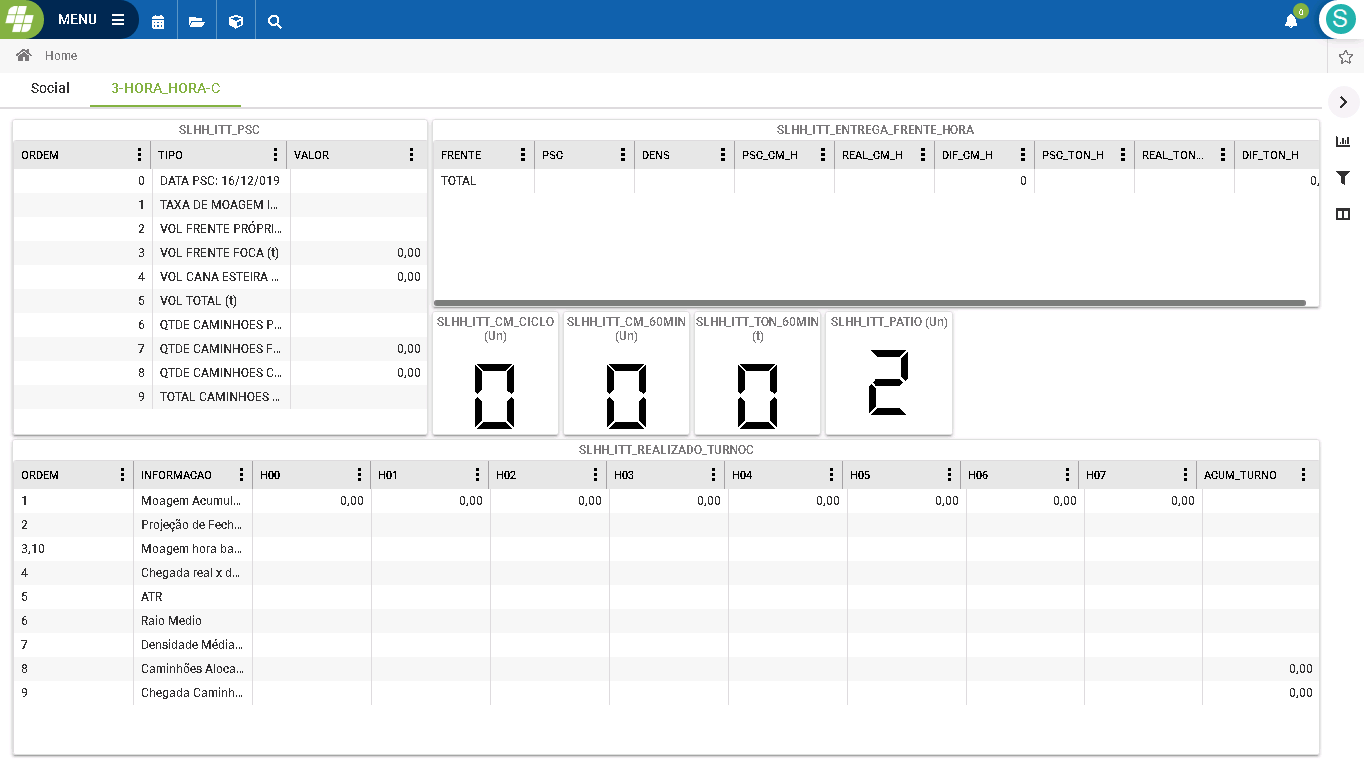 MENU
0
S
Home
Social 3-HORA_HORA-C
SLHH_ITT_PSC
ORDEM TIPO VALOR
0 DATA PSC: 16/12/019
1 TAXA DE MOAGEM I...
2 VOL FRENTE PRÓPRI...
3 VOL FRENTE FOCA (t) 0,00
4 VOL CANA ESTEIRA ... 0,00
5 VOL TOTAL (t)
6 QTDE CAMINHOES P...
7 QTDE CAMINHOES F... 0,00
8 QTDE CAMINHOES C... 0,00
9 TOTAL CAMINHOES ...
SLHH_ITT_ENTREGA_FRENTE_HORA
FRENTE PSC DENS PSC_CM_H REAL_CM_H DIF_CM_H PSC_TON_H REAL_TON... DIF_TON_H
TOTAL 0 0,
SLHH_ITT_CM_CICLO
(Un)
0
SLHH_ITT_CM_60MIN
(Un)
0
SLHH_ITT_TON_60MIN
(t)
0
SLHH_ITT_PATIO (Un)
2
SLHH_ITT_REALIZADO_TURNOC
ORDEM INFORMACAO H00 H01 H02 H03 H04 H05 H06 H07 ACUM_TURNO
1 Moagem Acumul... 0,00 0,00 0,00 0,00 0,00 0,00 0,00 0,00
2 Projeção de Fech...
3,10 Moagem hora ba...
4 Chegada real x d...
5 ATR
6 Raio Medio
7 Densidade Média...
8 Caminhões Aloca... 0,00
9 Chegada Caminh... 0,00